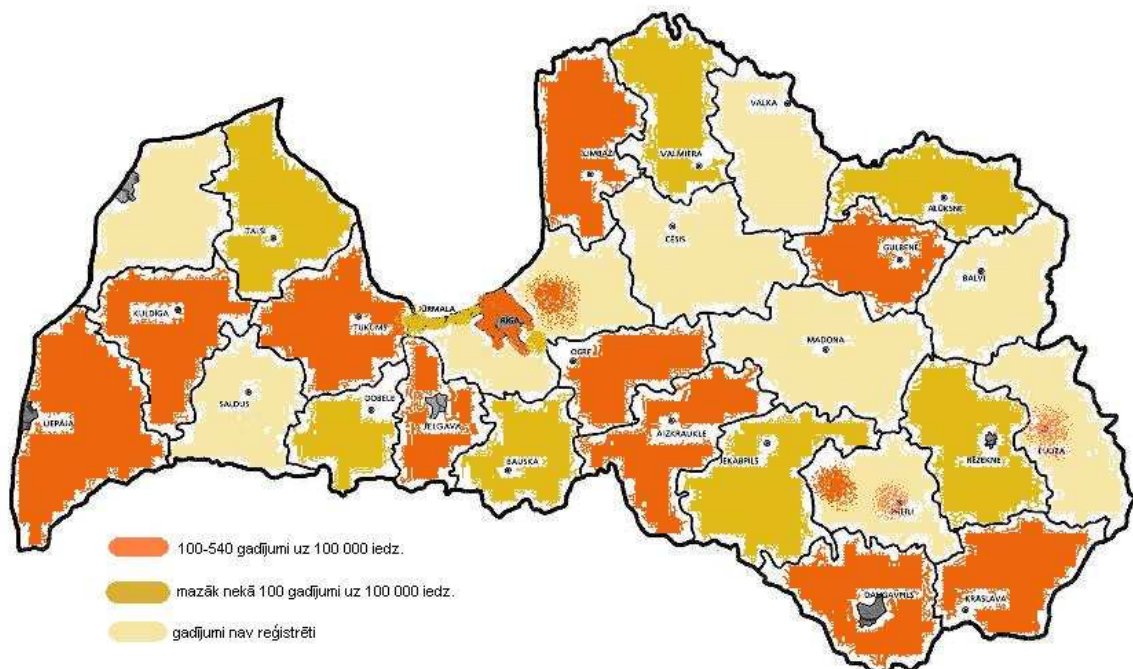 VALKA
LIMBAŽI
VALMIERA
ALŪKSNE
CĒSIS
GULBENE
TALSI
BALVI
KULDĪGA
JŪRMALA
TUKUMS
RĪGA
MADONA
OGRE
SALDUS
DOBELE
LIEPĀJA
JELGAVA
AIZKRAUKLE
LUDZA
JĒKABPILS
RĒZEKNE
BAUSKA
PREIĻI
100-540 gadījumi uz 100 000 iedz.
mazāk nekā 100 gadījumi uz 100 000 iedz.
DAUGAVPILS
KRĀSLAVA
gadījumi nav reģistrēti